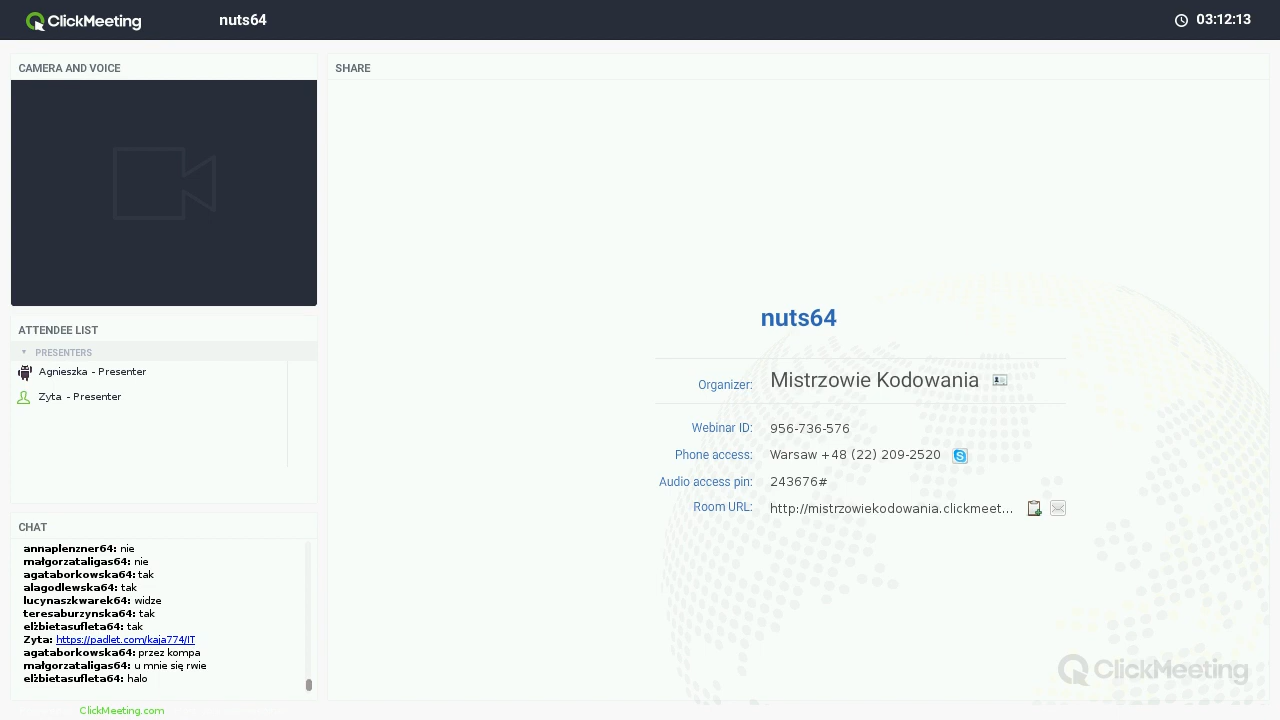 ClickMeeting
nuts64
03:12:13
CAMERA AND VOICE
ATTENDEE LIST
PRESENTERS
Agnieszka - Presenter
Zyta - Presenter
CHAT
annaplenzner64: nie
małgorzataligas64: nie
agataborkowska64: tak
alagodlewska64: tak
lucynaszkwarek64: widze
teresaburzynska64: tak
elżbietasufleta64: tak
Zyta: https://padlet.com/kaja774/IT
agataborkowska64: przez kompa
małgorzataligas64: u mnie się rwie
elżbietasufleta64: halo
ClickMeeting.com
SHARE
nuts64
Organizer: Mistrzowie Kodowania
Webinar ID: 956-736-576
Phone access: Warsaw +48 (22) 209-2520
Audio access pin: 243676#
Room URL: http://mistrzowiekodowania.clickmeet...
ClickMeeting